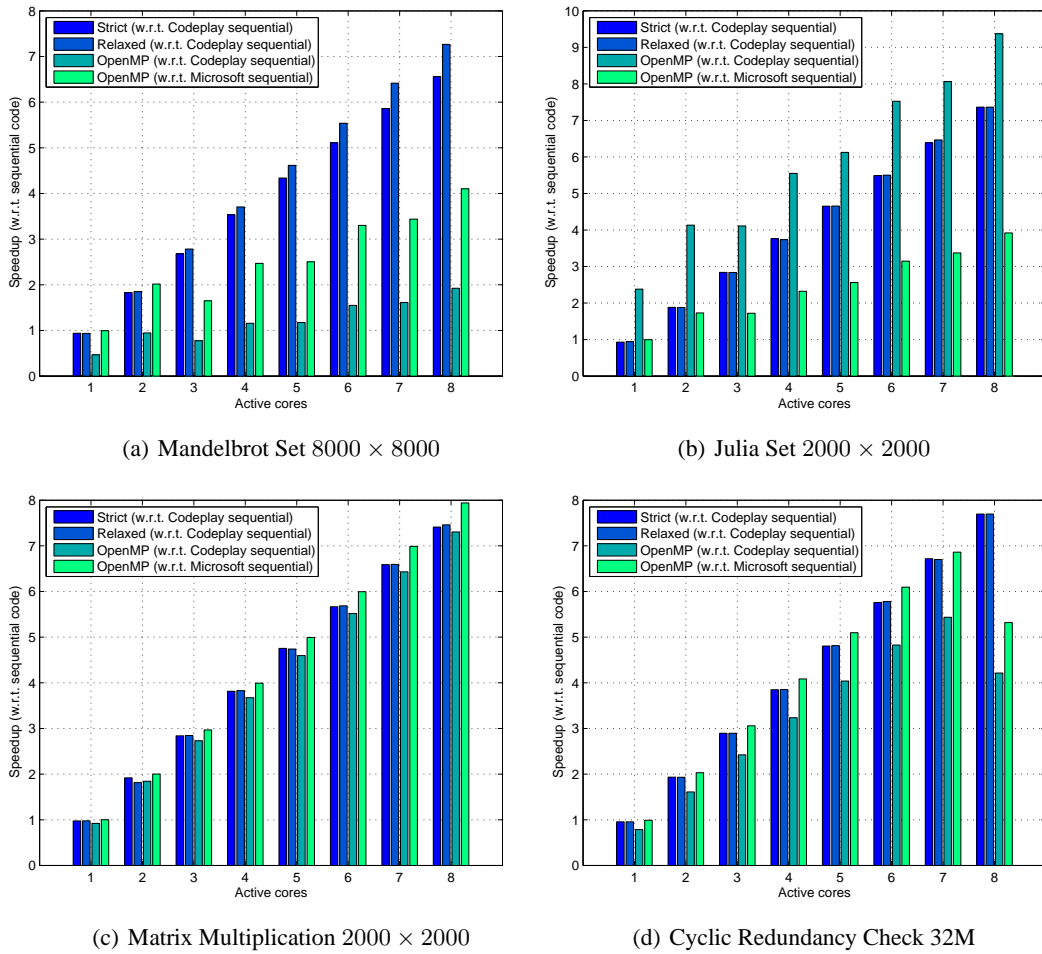 8
7
6
5
4
3
2
1
0
Speedup (w.r.t. sequential code)
Strict (w.r.t. Codeplay sequential)
Relaxed (w.r.t. Codeplay sequential)
OpenMP (w.r.t. Codeplay sequential)
OpenMP (w.r.t. Microsoft sequential)
1 2 3 4 5 6 7 8
Active cores
(a) Mandelbrot Set 8000 × 8000
10
9
8
7
6
5
4
3
2
1
0
Speedup (w.r.t. sequential code)
Strict (w.r.t. Codeplay sequential)
Relaxed (w.r.t. Codeplay sequential)
OpenMP (w.r.t. Codeplay sequential)
OpenMP (w.r.t. Microsoft sequential)
1 2 3 4 5 6 7 8
Active cores
(b) Julia Set 2000 × 2000
8
7
6
5
4
3
2
1
0
Speedup (w.r.t. sequential code)
Strict (w.r.t. Codeplay sequential)
Relaxed (w.r.t. Codeplay sequential)
OpenMP (w.r.t. Codeplay sequential)
OpenMP (w.r.t. Microsoft sequential)
1 2 3 4 5 6 7 8
Active cores
(c) Matrix Multiplication 2000 × 2000
8
7
6
5
4
3
2
1
0
Speedup (w.r.t. sequential code)
Strict (w.r.t. Codeplay sequential)
Relaxed (w.r.t. Codeplay sequential)
OpenMP (w.r.t. Codeplay sequential)
OpenMP (w.r.t. Microsoft sequential)
1 2 3 4 5 6 7 8
Active cores
(d) Cyclic Redundancy Check 32M